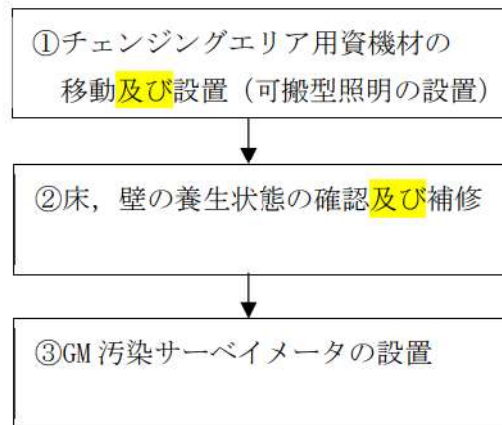 ①チェンジングエリア用資機材の
移動及び設置（可搬型照明の設置）
②床，壁の養生状態の確認及び補修
③GM 汚染サーベイメータの設置